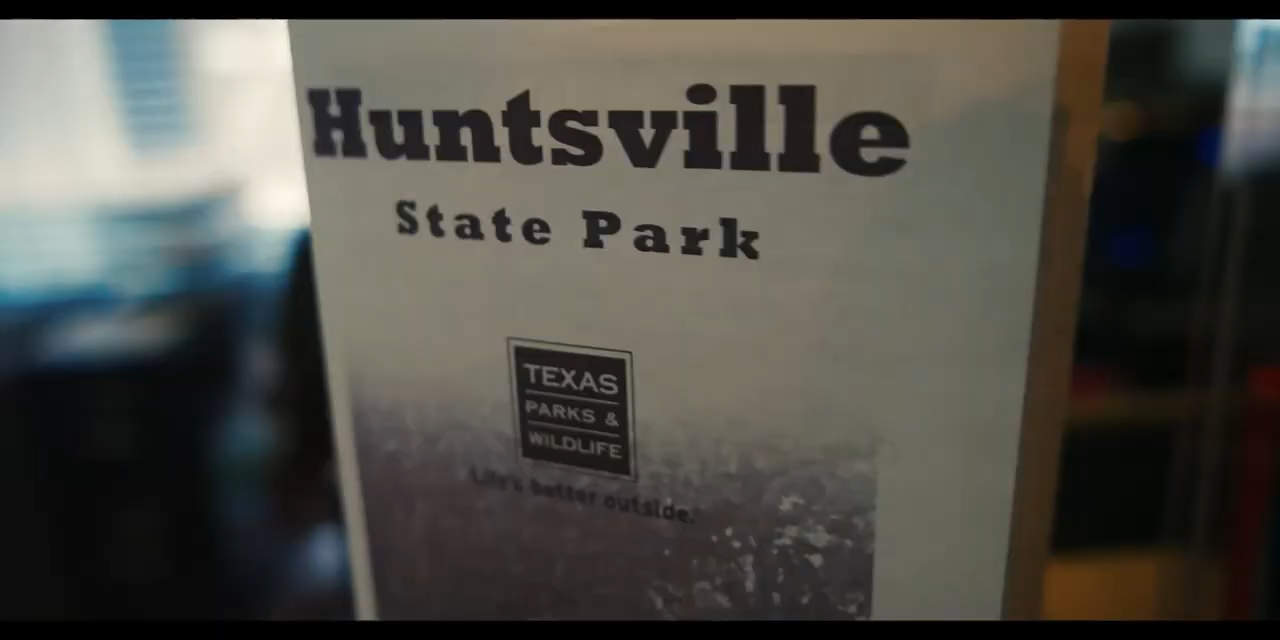 Huntsville
State Park
TEXAS
PARKS &
WILDLIFE
Life's better outside.